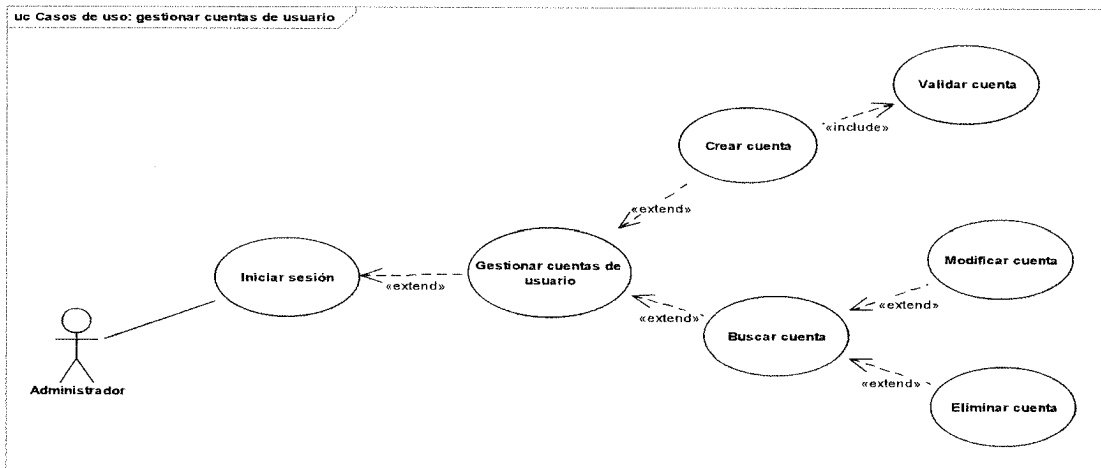 uc Casos de uso: gestionar cuentas de usuario
Validar cuenta
«include»
Crear cuenta
«extend»
Iniciar sesión
«extend»
Gestionar cuentas de
usuario
Modificar cuenta
«extend»
«extend»
Buscar cuenta
«extend»
Administrador
Eliminar cuenta